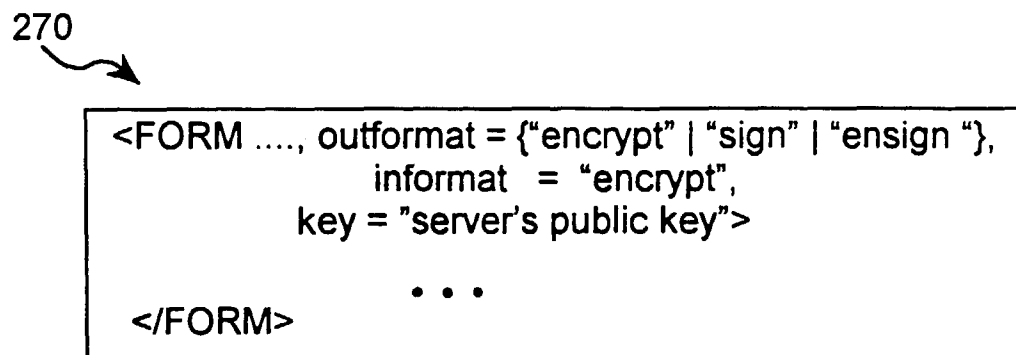 270
<FORM ...., outformat = {“encrypt” | “sign” | “ensign “},
informat = “encrypt”,
key = ”server’s public key”>
• • •
</FORM>